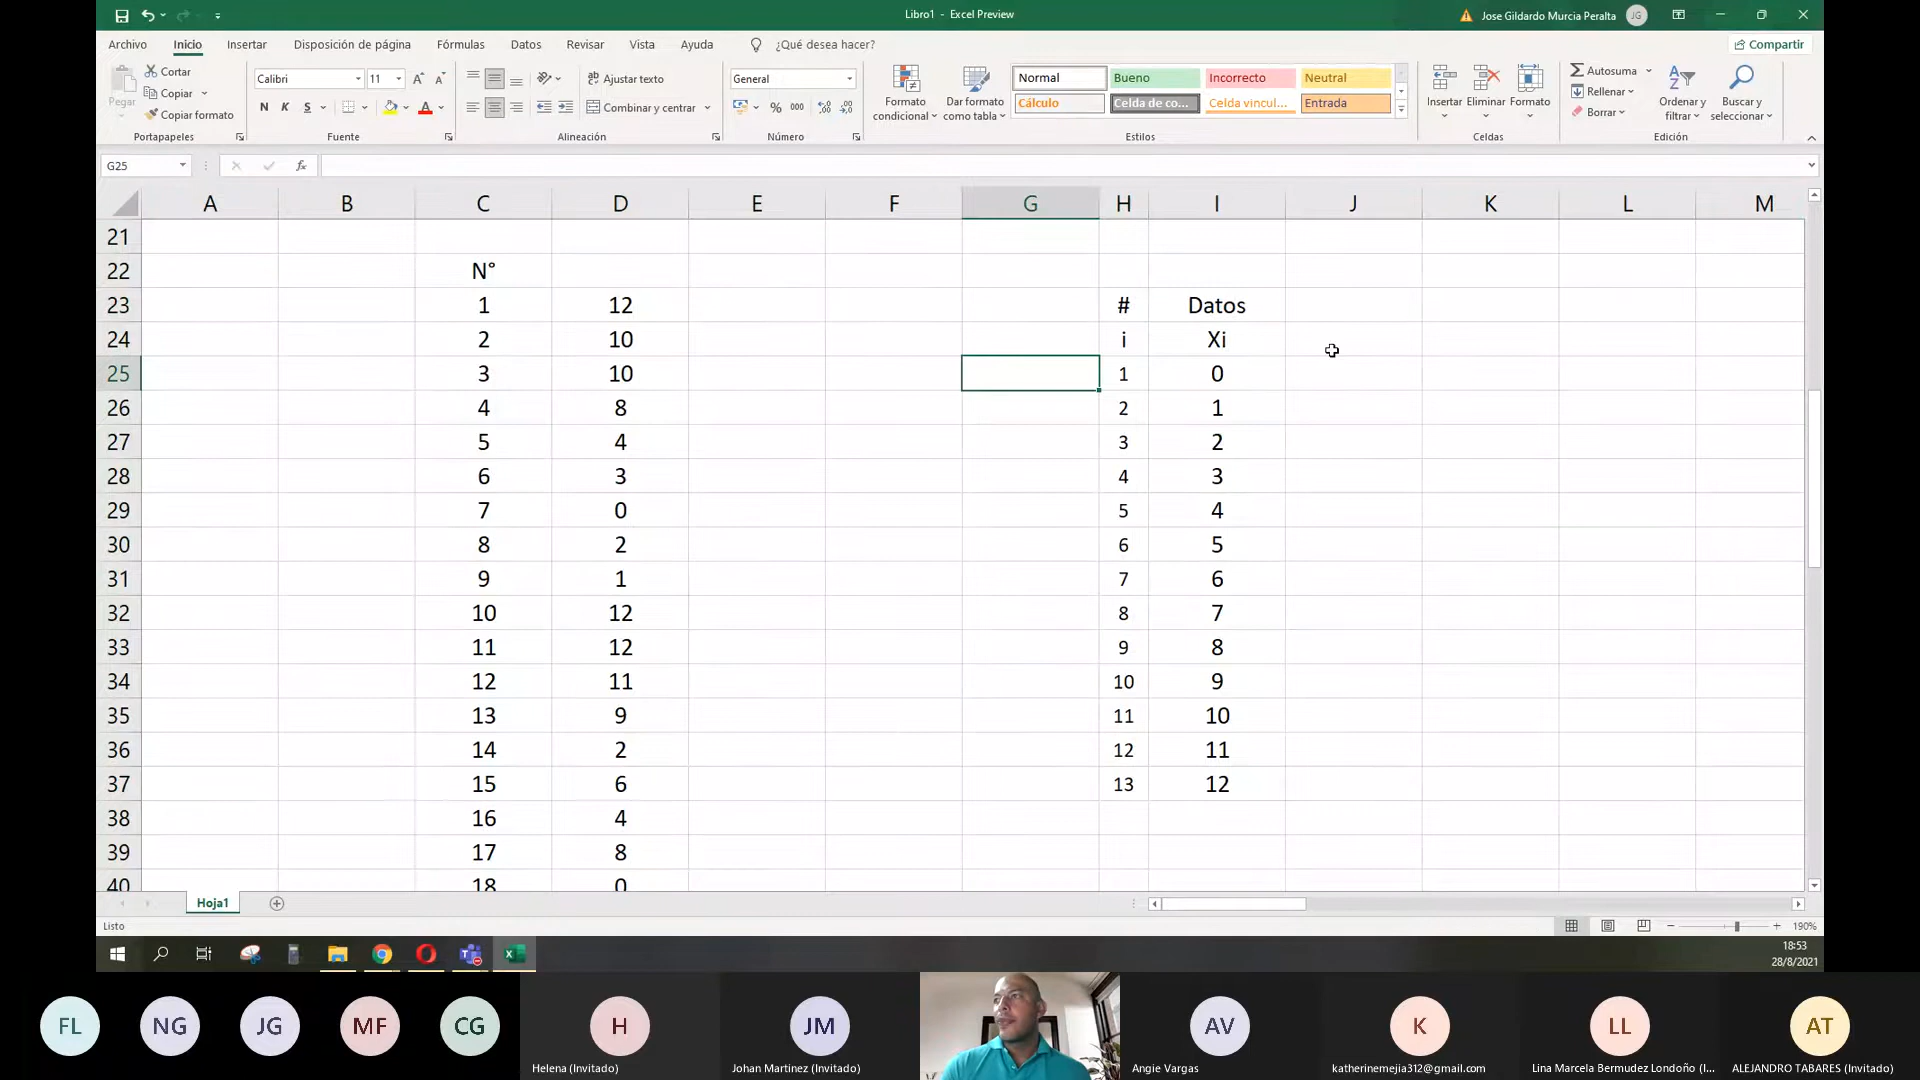 Libro1 - Excel Preview
Jose Gildardo Murcia Peralta
JG
Archivo Inicio Insertar Disposición de página Fórmulas Datos Revisar Vista Ayuda ¿Qué desea hacer?
Compartir
Pegar
Cortar
Copiar
Copiar formato
Portapapeles
Calibri 11
N K S
Fuente
Ajustar texto
Combinar y centrar
Alineación
General
% 000
Número
Formato condicional
Dar formato como tabla
Normal Bueno Incorrecto Neutral
Cálculo Celda de co... Celda vincul... Entrada
Estilos
Insertar Eliminar Formato
Celdas
Autosuma
Rellenar
Borrar
Ordenar y filtrar
Buscar y seleccionar
Edición
G25 fx
A B C D E F G H I J K L M
21
22 N°
23 1 12 # Datos
24 2 10 i Xi
25 3 10 1 0
26 4 8 2 1
27 5 4 3 2
28 6 3 4 3
29 7 0 5 4
30 8 2 6 5
31 9 1 7 6
32 10 12 8 7
33 11 12 9 8
34 12 11 10 9
35 13 9 11 10
36 14 2 12 11
37 15 6 13 12
38 16 4
39 17 8
40 18 0
Hoja1
Listo
190%
18:53
28/8/2021
FL NG JG MF CG H JM AV K LL AT
Helena (Invitado)
Johan Martinez (Invitado)
Angie Vargas
katherinemejia312@gmail.com
Lina Marcela Bermudez Londoño (I...
ALEJANDRO TABARES (Invitado)